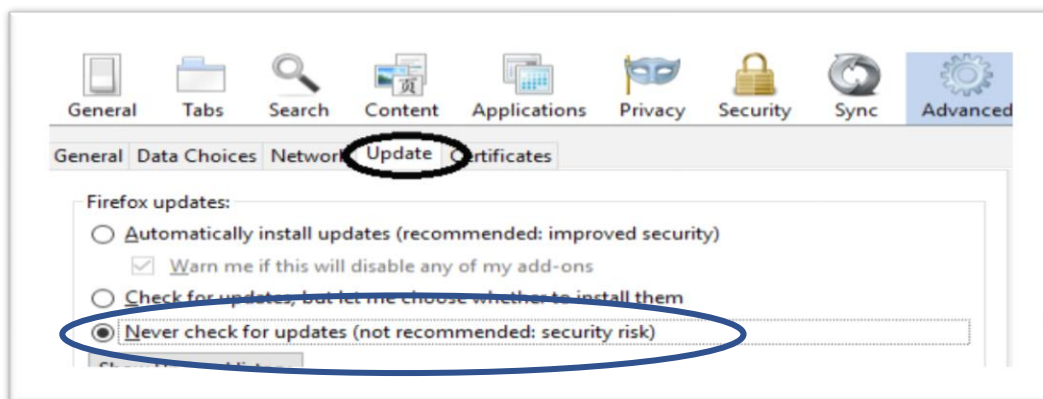 General Tabs Search Content Applications Privacy Security Sync Advanced
General Data Choices Network Update Certificates
Firefox updates:
Automatically install updates (recommended: improved security)
Warn me if this will disable any of my add-ons
Check for updates, but let me choose whether to install them
Never check for updates (not recommended: security risk)